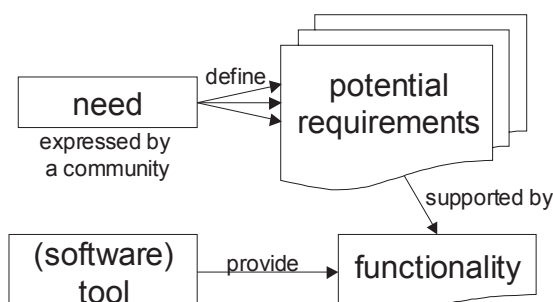 define
potential
requirements
need
expressed by
a community
supported by
(software)
tool
provide
functionality